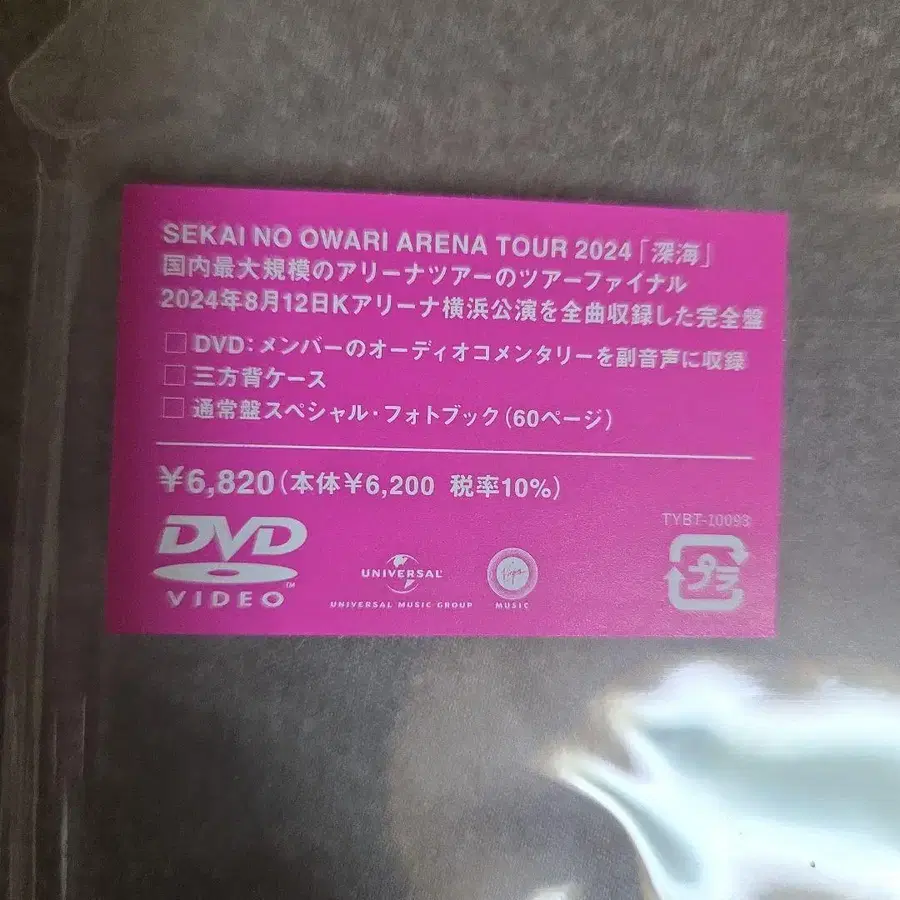 SEKAI NO OWARI ARENA TOUR 2024「深海」
国内最大規模のアリーナツアーのツアーファイナル
2024年8月12日Kアリーナ横浜公演を全曲収録した完全盤
□ DVD:メンバーのオーディオコメンタリーを副音声に収録
□ 三方背ケース
□ 通常盤スペシャル・フォトブック(60ページ)
¥6,820(本体¥6,200 税率10%)
TYBT-10093
DVD
VIDEO
™
UNIVERSAL
UNIVERSAL MUSIC GROUP
Virgin
MUSIC
プラ